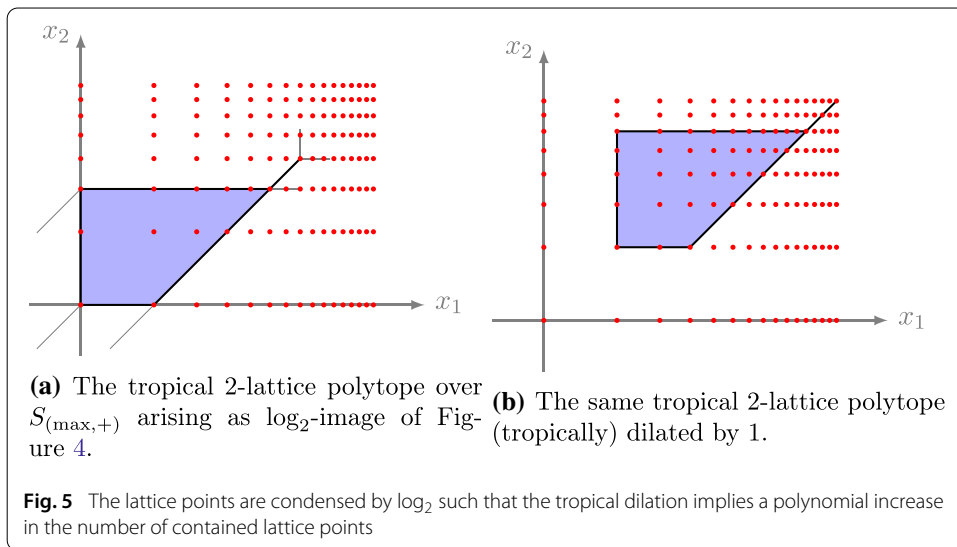 x₂
x₁
x₂
x₁
(a) The tropical 2-lattice polytope over
S₍max,+₎ arising as log₂-image of Fig-
ure 4.
(b) The same tropical 2-lattice polytope
(tropically) dilated by 1.
Fig. 5 The lattice points are condensed by log₂ such that the tropical dilation implies a polynomial increase
in the number of contained lattice points